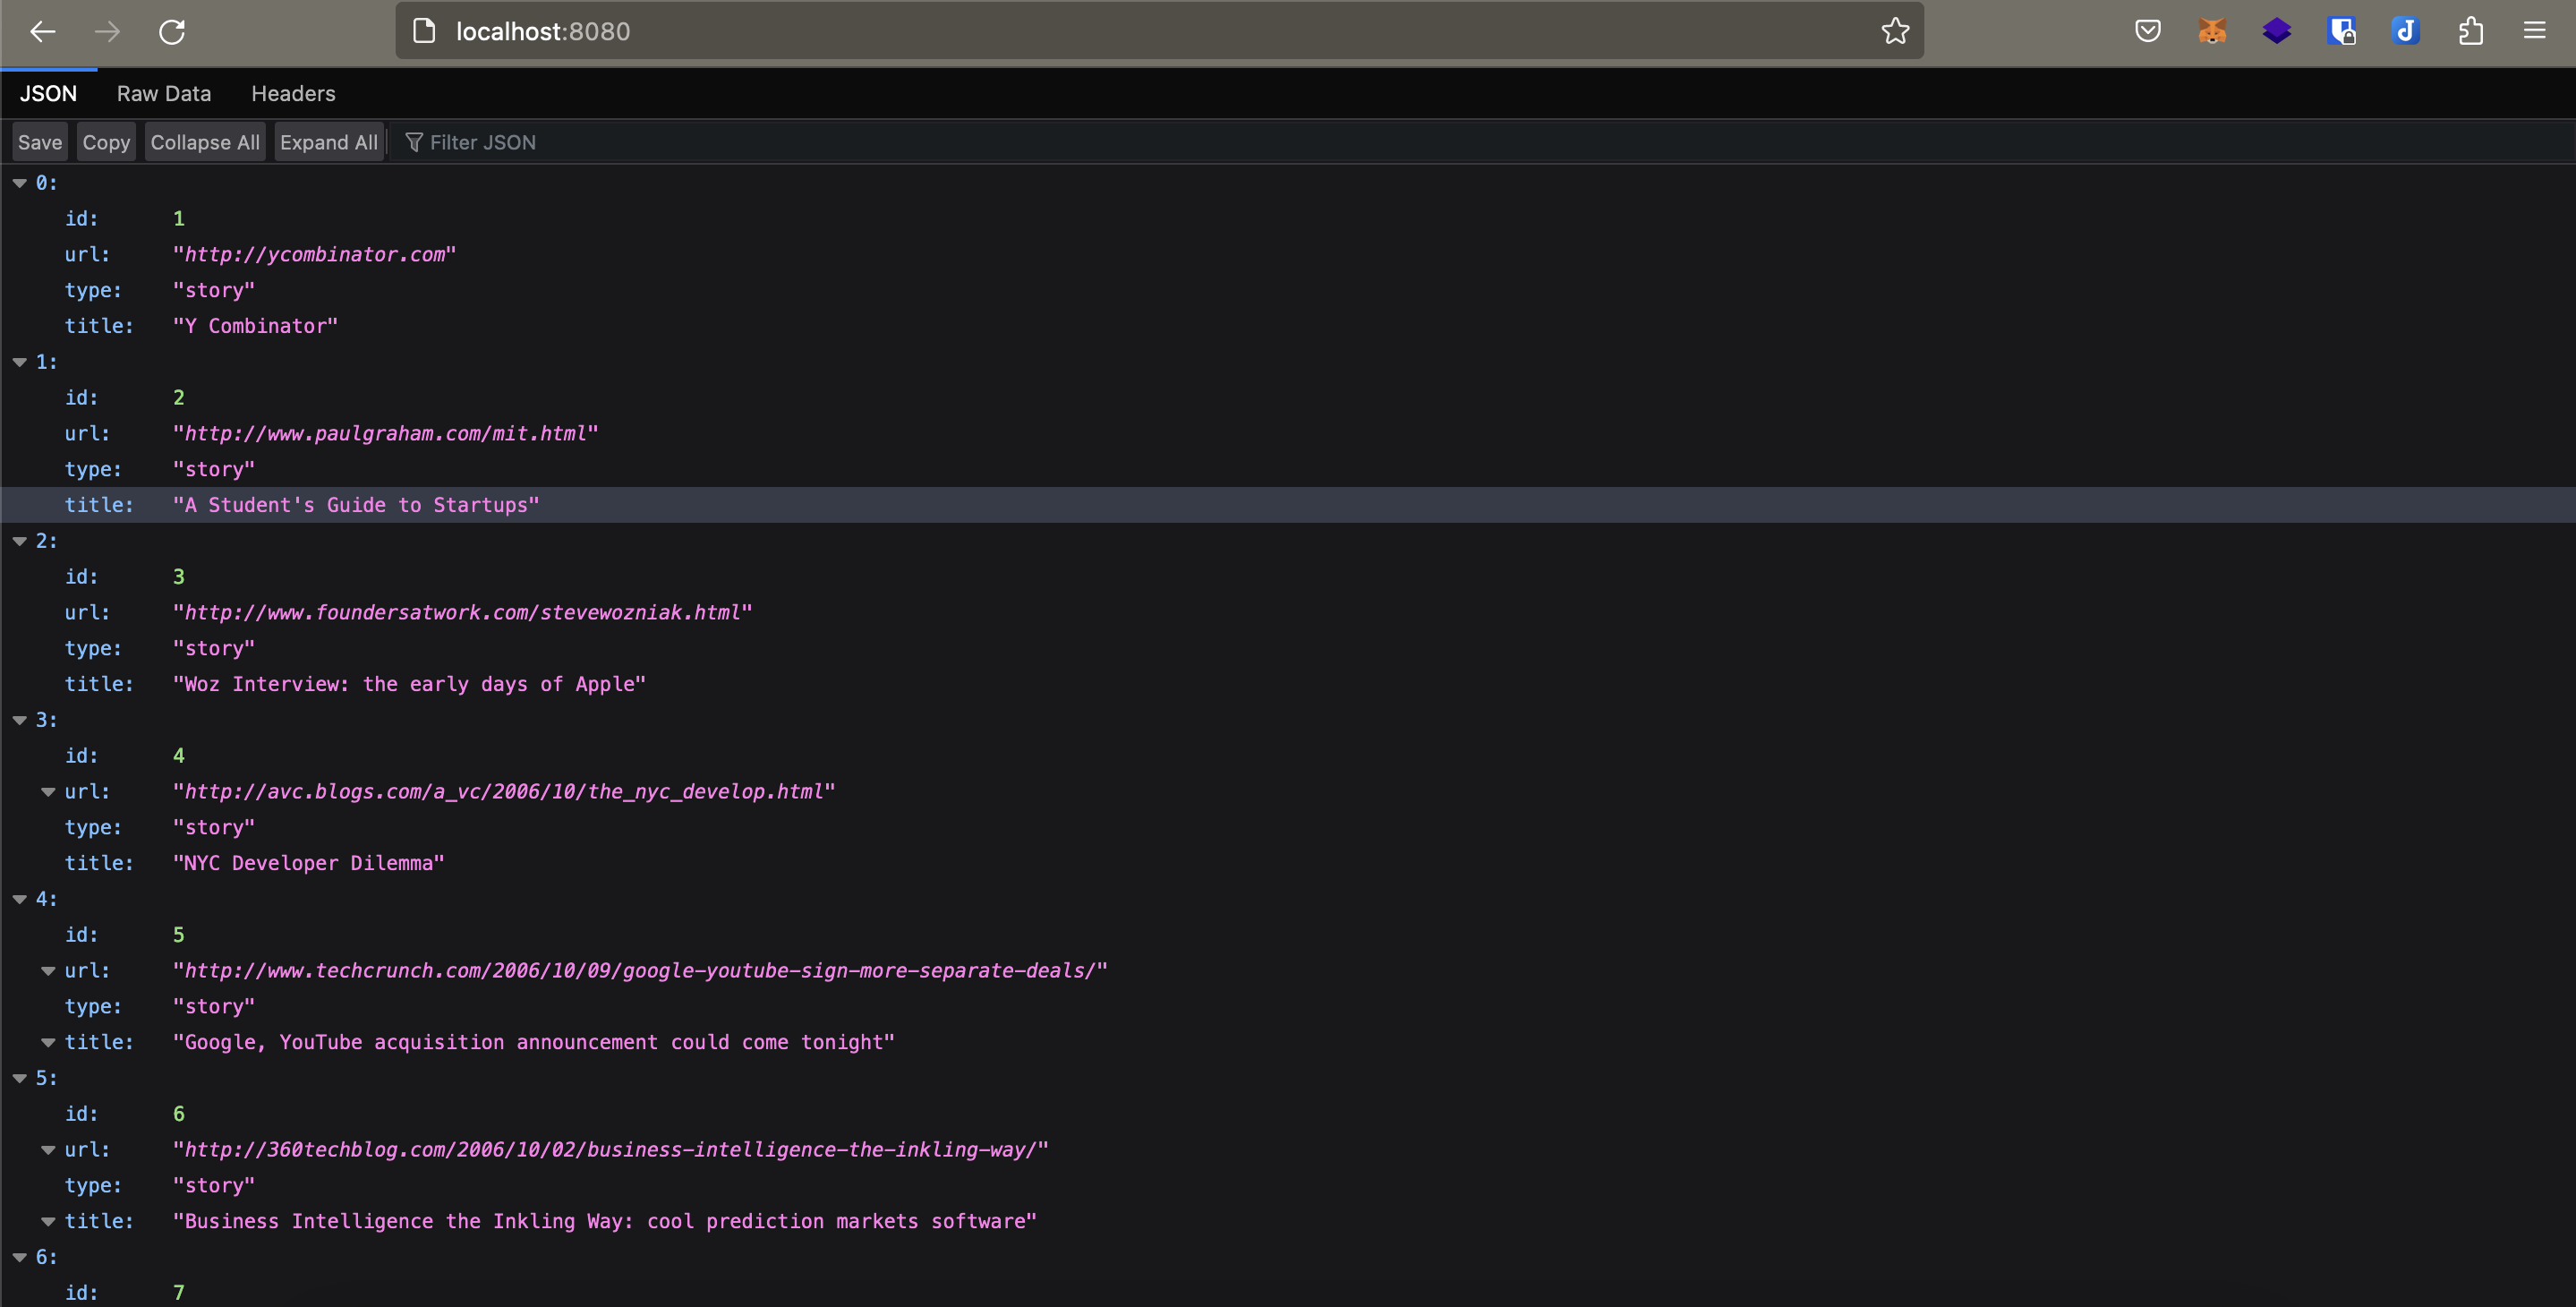 localhost:8080
JSON Raw Data Headers
Save Copy Collapse All Expand All Filter JSON
0:
id: 1
url: "http://ycombinator.com"
type: "story"
title: "Y Combinator"
1:
id: 2
url: "http://www.paulgraham.com/mit.html"
type: "story"
title: "A Student's Guide to Startups"
2:
id: 3
url: "http://www.foundersatwork.com/stevewozniak.html"
type: "story"
title: "Woz Interview: the early days of Apple"
3:
id: 4
url: "http://avc.blogs.com/a_vc/2006/10/the_nyc_develop.html"
type: "story"
title: "NYC Developer Dilemma"
4:
id: 5
url: "http://www.techcrunch.com/2006/10/09/google-youtube-sign-more-separate-deals/"
type: "story"
title: "Google, YouTube acquisition announcement could come tonight"
5:
id: 6
url: "http://360techblog.com/2006/10/02/business-intelligence-the-inkling-way/"
type: "story"
title: "Business Intelligence the Inkling Way: cool prediction markets software"
6:
id: 7